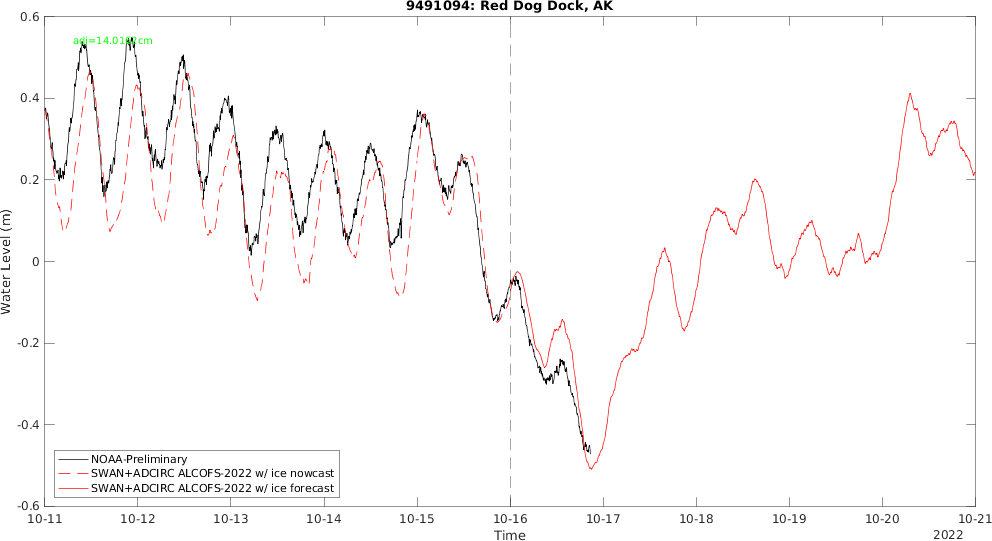 9491094: Red Dog Dock, AK
0.6
0.4
0.2
0
-0.2
-0.4
-0.6
Water Level (m)
NOAA-Preliminary
SWAN+ADCIRC ALCOFS-2022 w/ ice nowcast
SWAN+ADCIRC ALCOFS-2022 w/ ice forecast
10-11 10-12 10-13 10-14 10-15 10-16 10-17 10-18 10-19 10-20 10-21
Time
2022